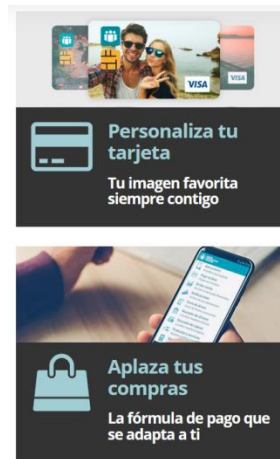 VISA
VISA
Personaliza tu
tarjeta
Tu imagen favorita
siempre contigo
Aplaza tus
compras
La fórmula de pago que
se adapta a ti